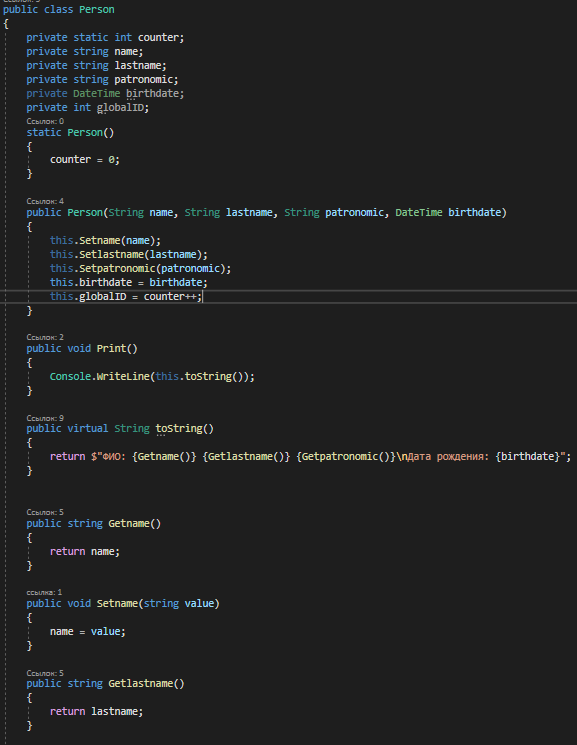 public class Person
{
private static int counter;
private string name;
private string lastname;
private string patronomic;
private DateTime birthdate;
private int globalID;
Ссылок: 0
static Person()
{
counter = 0;
}
Ссылок: 4
public Person(String name, String lastname, String patronomic, DateTime birthdate)
{
this.Setname(name);
this.Setlastname(lastname);
this.Setpatronomic(patronomic);
this.birthdate = birthdate;
this.globalID = counter++;
}
Ссылок: 2
public void Print()
{
Console.WriteLine(this.toString());
}
Ссылок: 9
public virtual String toString()
{
return $"ФИО: {Getname()} {Getlastname()} {Getpatronomic()}\nДата рождения: {birthdate}";
}
Ссылок: 5
public string Getname()
{
return name;
}
ссылка: 1
public void Setname(string value)
{
name = value;
}
Ссылок: 5
public string Getlastname()
{
return lastname;
}